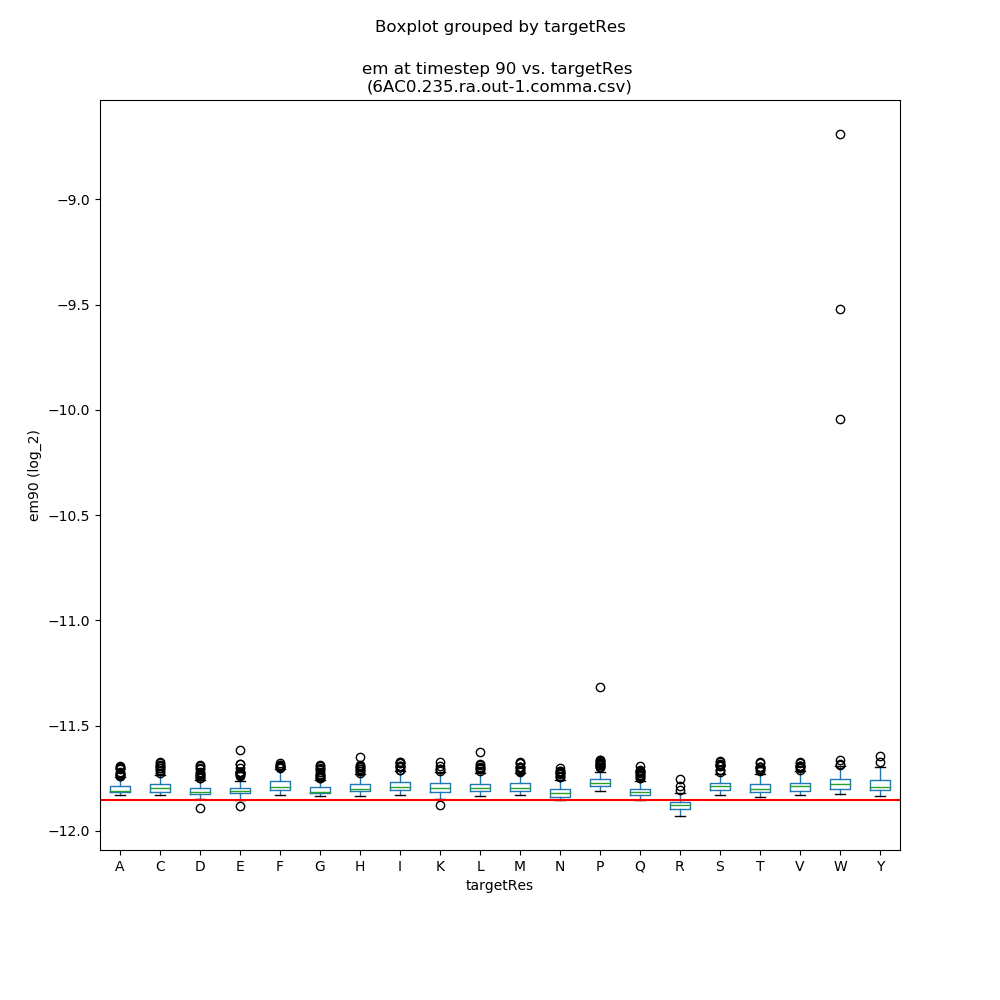 Boxplot grouped by targetRes
em at timestep 90 vs. targetRes
(6AC0.235.ra.out-1.comma.csv)
−9.0
−9.5
−10.0
−10.5
−11.0
−11.5
−12.0
em90 (log_2)
A C D E F G H I K L M N P Q R S T V W Y
targetRes